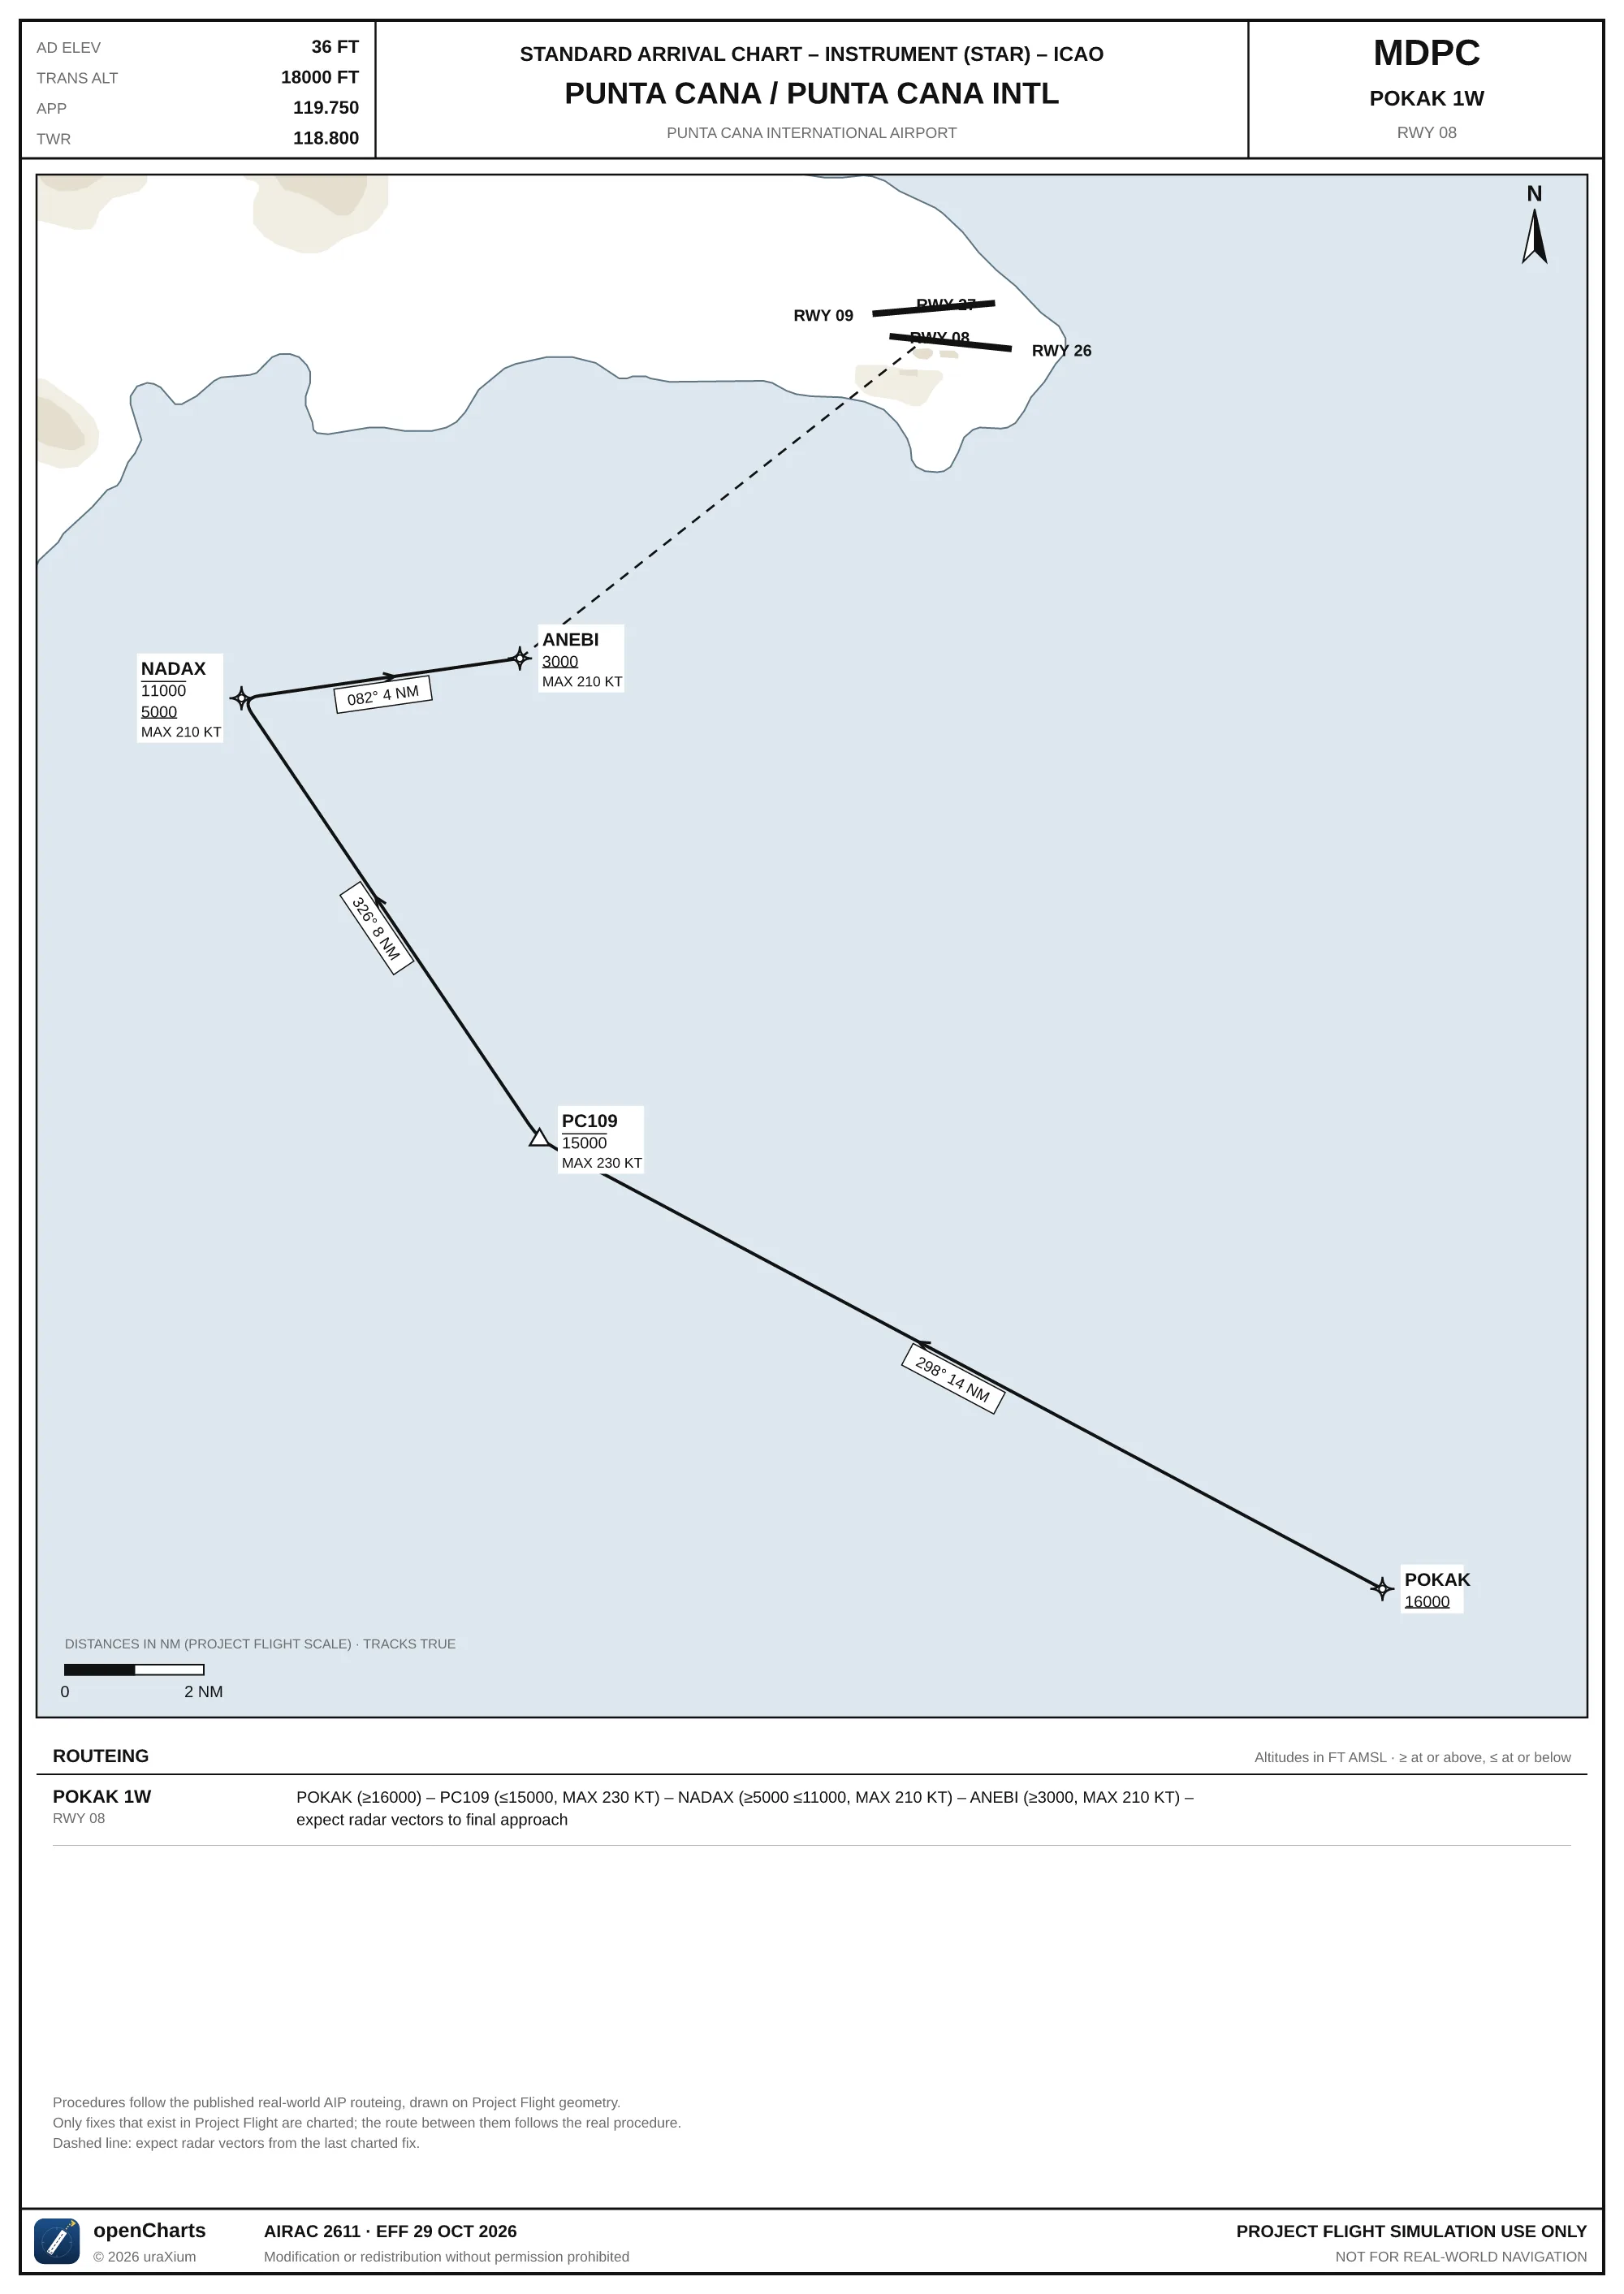 AD ELEV 36 FT
TRANS ALT 18000 FT
APP 119.750
TWR 118.800
STANDARD ARRIVAL CHART – INSTRUMENT (STAR) – ICAO
PUNTA CANA / PUNTA CANA INTL
PUNTA CANA INTERNATIONAL AIRPORT
MDPC
POKAK 1W
RWY 08
N
RWY 27
RWY 09
RWY 08
RWY 26
ANEBI
3000
MAX 210 KT
NADAX
11000
5000
MAX 210 KT
082° 4 NM
326° 8 NM
PC109
15000
MAX 230 KT
298° 14 NM
POKAK
16000
DISTANCES IN NM (PROJECT FLIGHT SCALE) · TRACKS TRUE
0 2 NM
ROUTEING
Altitudes in FT AMSL · ≥ at or above, ≤ at or below
POKAK 1W
RWY 08
POKAK (≥16000) – PC109 (≤15000, MAX 230 KT) – NADAX (≥5000 ≤11000, MAX 210 KT) – ANEBI (≥3000, MAX 210 KT) –
expect radar vectors to final approach
Procedures follow the published real-world AIP routeing, drawn on Project Flight geometry.
Only fixes that exist in Project Flight are charted; the route between them follows the real procedure.
Dashed line: expect radar vectors from the last charted fix.
openCharts
© 2026 uraXium
AIRAC 2611 · EFF 29 OCT 2026
Modification or redistribution without permission prohibited
PROJECT FLIGHT SIMULATION USE ONLY
NOT FOR REAL-WORLD NAVIGATION